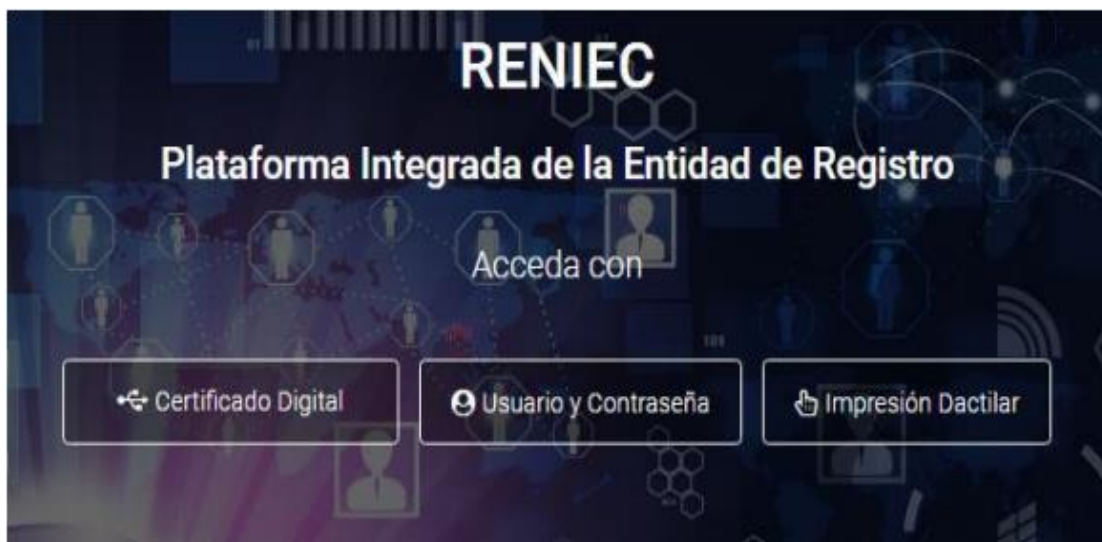 RENIEC
Plataforma Integrada de la Entidad de Registro
Acceda con
Certificado Digital
Usuario y Contraseña
Impresión Dactilar